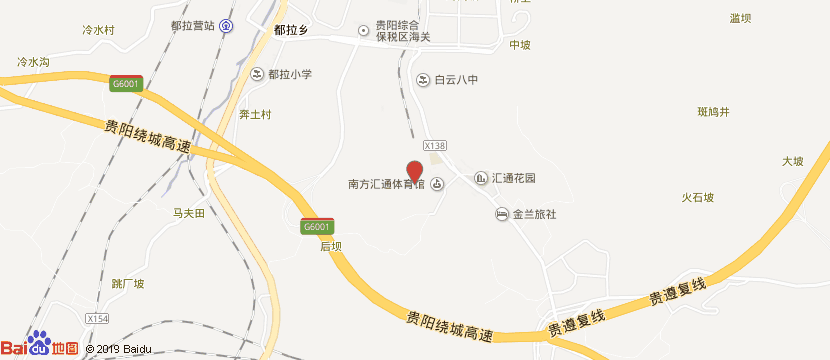 滥坝
冷水村
都拉营站
都拉乡
贵阳综合
保税区海关
中坡
冷水沟
都拉小学
白云八中
G6001
奔土村
斑鸠井
贵阳绕城高速
X138
大坡
南方汇通体育馆
汇通花园
火石坡
马夫田
金兰旅社
G6001
后坝
跳厂坡
贵遵复线
X154
贵阳绕城高速
贵遵复线
Bai du 地图
© 2019 Baidu